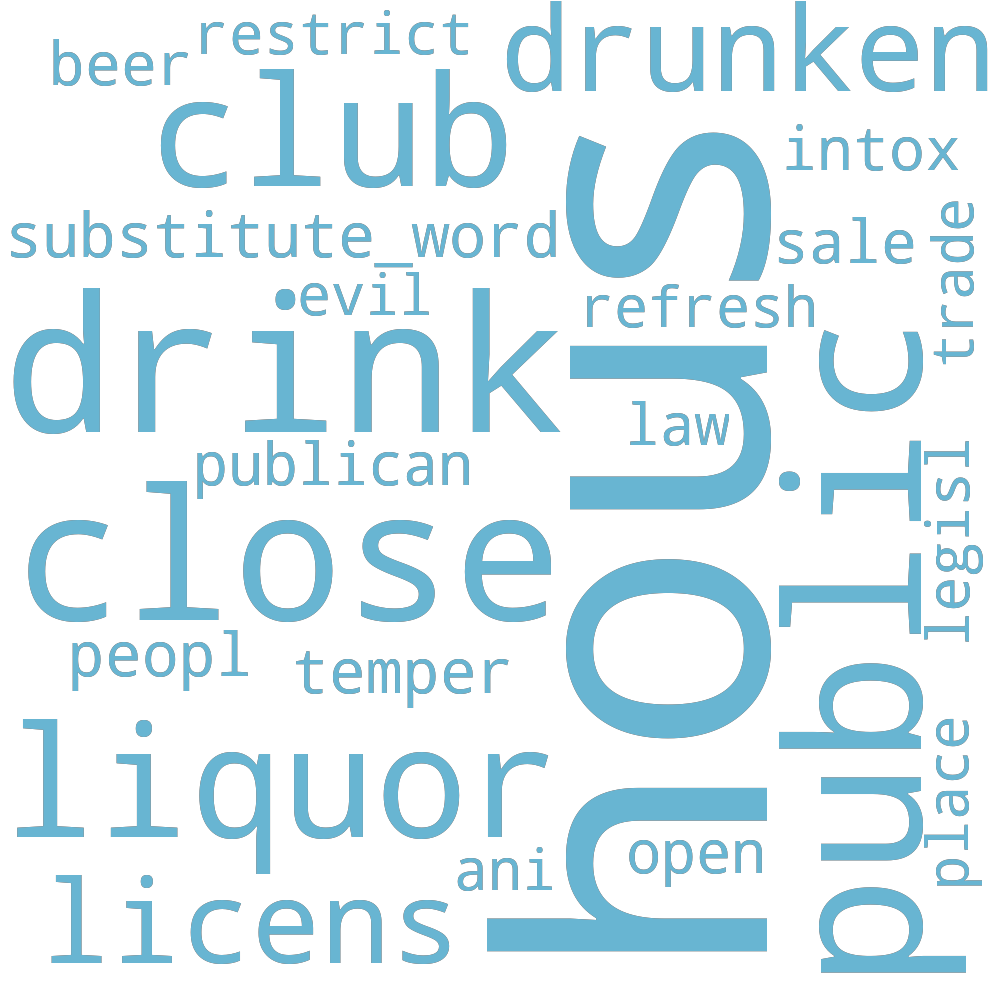 restrict
beer
drunken
club
intox
substitute_word
sale
trade
evil
refresh
drink
hous
law
public
publican
legisl
close
peopl
temper
place
liquor
open
ani
licens